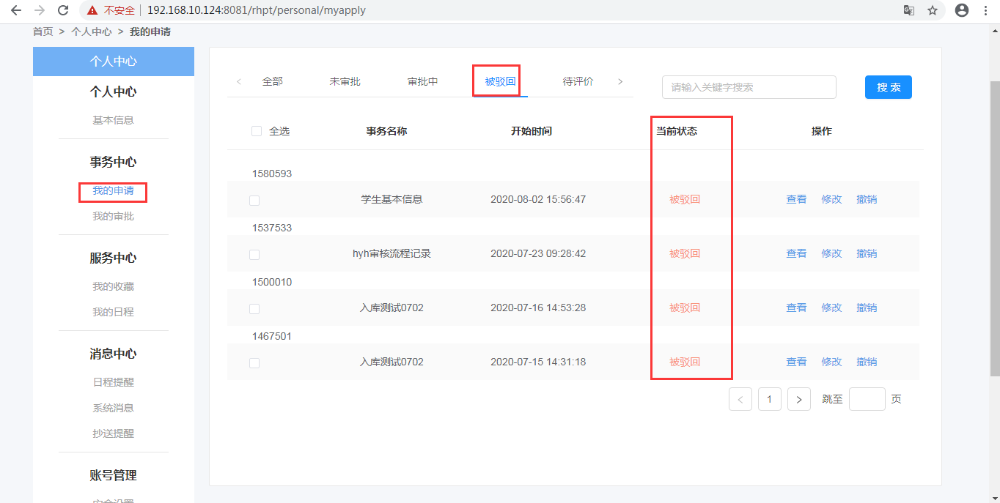 不安全 192.168.10.124:8081/rhpt/personal/myapply
首页 > 个人中心 > 我的申请
个人中心
个人中心
基本信息
事务中心
我的申请
我的审批
服务中心
我的收藏
我的日程
消息中心
日程提醒
系统消息
抄送提醒
账号管理
安全设置
< 全部 未审批 审批中 被驳回 待评价 >
请输入关键字搜索 搜 索
全选 事务名称 开始时间 当前状态 操作
1580593
学生基本信息 2020-08-02 15:56:47 被驳回 查看 修改 撤销
1537533
hyh审核流程记录 2020-07-23 09:28:42 被驳回 查看 修改 撤销
1500010
入库测试0702 2020-07-16 14:53:28 被驳回 查看 修改 撤销
1467501
入库测试0702 2020-07-15 14:31:18 被驳回 查看 修改 撤销
< 1 > 跳至 页